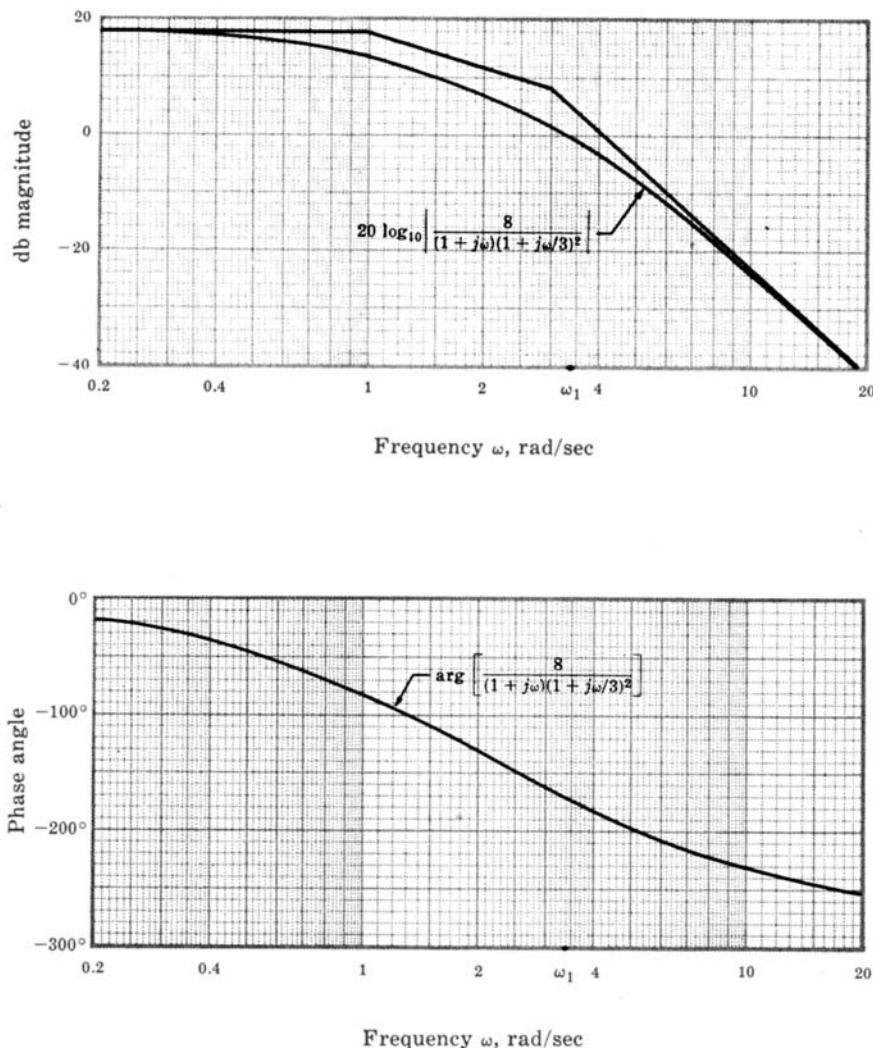 20
0
−20
−40
db magnitude
20 log₁₀ | 8 / (1 + jω)(1 + jω/3)² |
0.2 0.4 1 2 ω₁ 4 10 20
Frequency ω, rad/sec
0°
−100°
−200°
−300°
Phase angle
arg [ 8 / (1 + jω)(1 + jω/3)² ]
0.2 0.4 1 2 ω₁ 4 10 20
Frequency ω, rad/sec